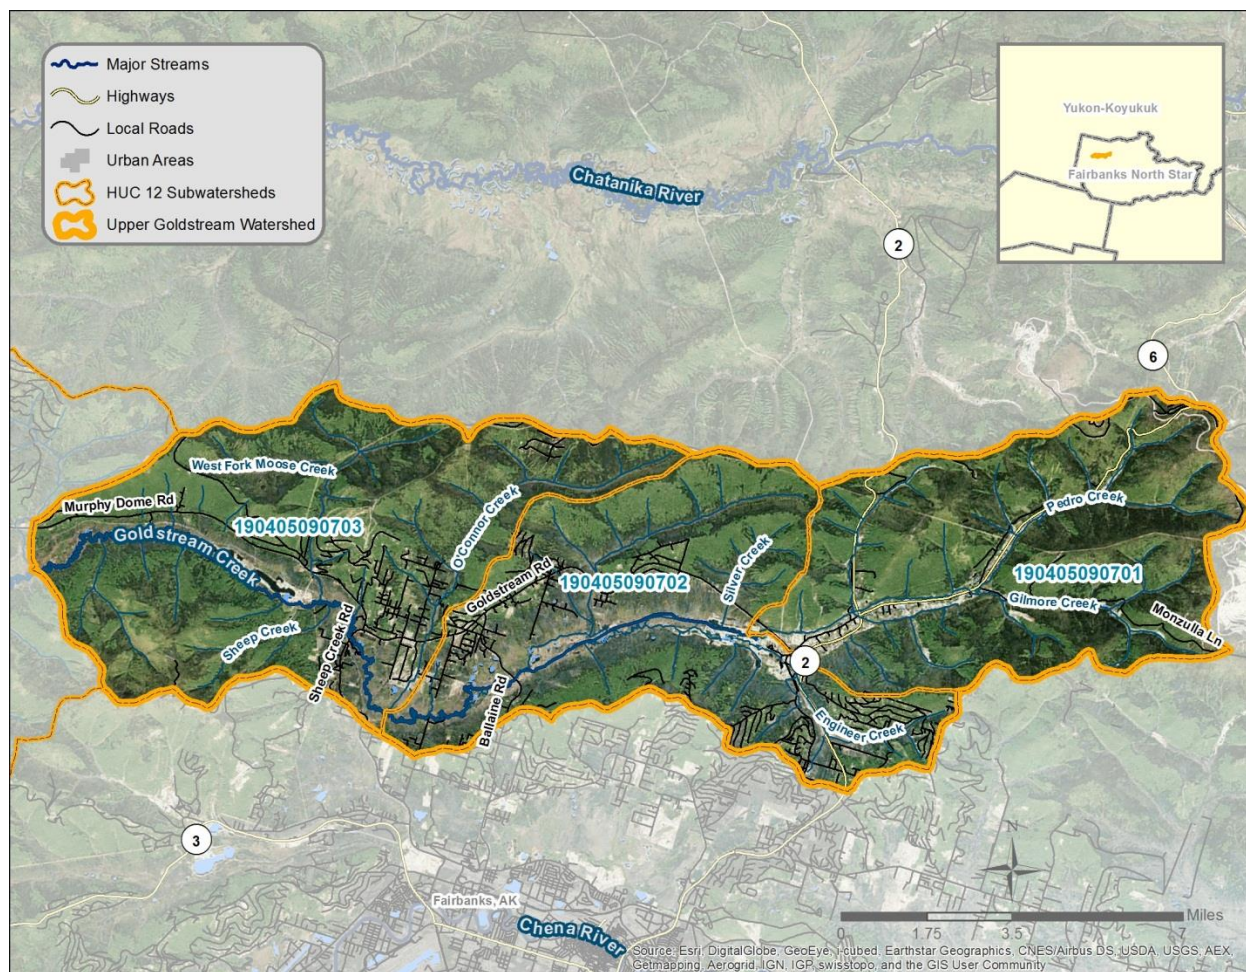 Major Streams
Highways
Local Roads
Urban Areas
HUC 12 Subwatersheds
Upper Goldstream Watershed
Yukon-Koyukuk
Fairbanks North Star
Chatanika River
2
6
West Fork Moose Creek
Murphy Dome Rd
190405090703
Goldstream Creek
O'Connor Creek
Goldstream Rd
190405090702
Silver Creek
Pedro Creek
190405090701
Gilmore Creek
Monzulla Ln
Sheep Creek
Sheep Creek Rd
Ballaine Rd
2
Engineer Creek
3
Fairbanks, AK
Chena River
N
Miles
0 1.75 3.5 7
Source: Esri, DigitalGlobe, GeoEye, i-cubed, Earthstar Geographics, CNES/Airbus DS, USDA, USGS, AEX,
Getmapping, Aerogrid, IGN, IGP, swisstopo, and the GIS User Community